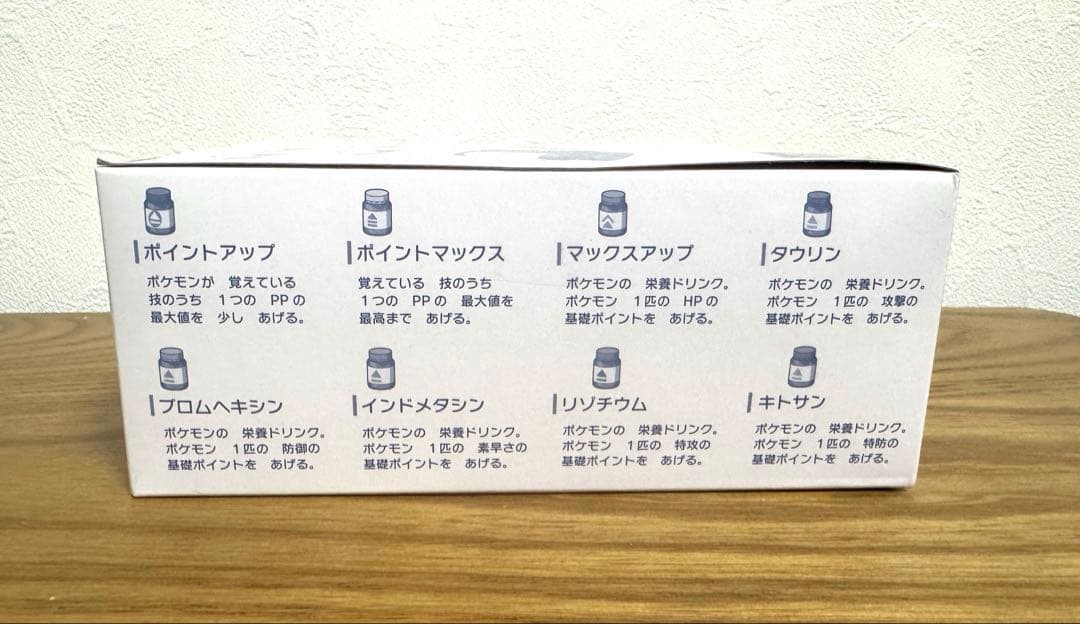 ポイントアップ
ポケモンが 覚えている
技のうち 1つの PPの
最大値を 少し あげる。
ポイントマックス
覚えている 技のうち
1つの PPの 最大値を
最高まで あげる。
マックスアップ
ポケモンの 栄養ドリンク。
ポケモン 1匹の HPの
基礎ポイントを あげる。
タウリン
ポケモンの 栄養ドリンク。
ポケモン 1匹の 攻撃の
基礎ポイントを あげる。
ブロムヘキシン
ポケモンの 栄養ドリンク。
ポケモン 1匹の 防御の
基礎ポイントを あげる。
インドメタシン
ポケモンの 栄養ドリンク。
ポケモン 1匹の 素早さの
基礎ポイントを あげる。
リゾチウム
ポケモンの 栄養ドリンク。
ポケモン 1匹の 特攻の
基礎ポイントを あげる。
キトサン
ポケモンの 栄養ドリンク。
ポケモン 1匹の 特防の
基礎ポイントを あげる。